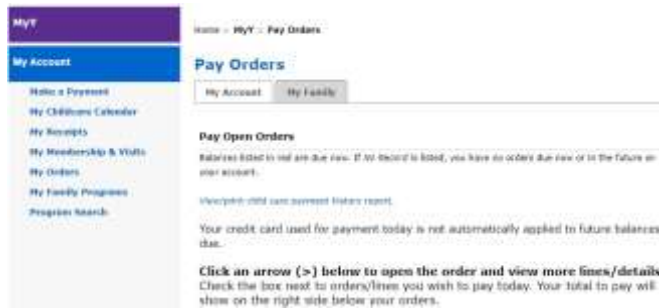 MyY
Home > MyY > Pay Orders
My Account
Pay Orders
Make a Payment
My Childcare Calendar
My Receipts
My Membership & Visits
My Orders
My Family Programs
Program Search
My Account
My Family
Pay Open Orders
Balances listed in red are due now. If No Record is listed, you have no orders due now or in the future on
your account.
View/print child care payment history report.
Your credit card used for payment today is not automatically applied to future balances
due.
Click an arrow (>) below to open the order and view more lines/details
Check the box next to orders/lines you wish to pay today. Your total to pay will
show on the right side below your orders.